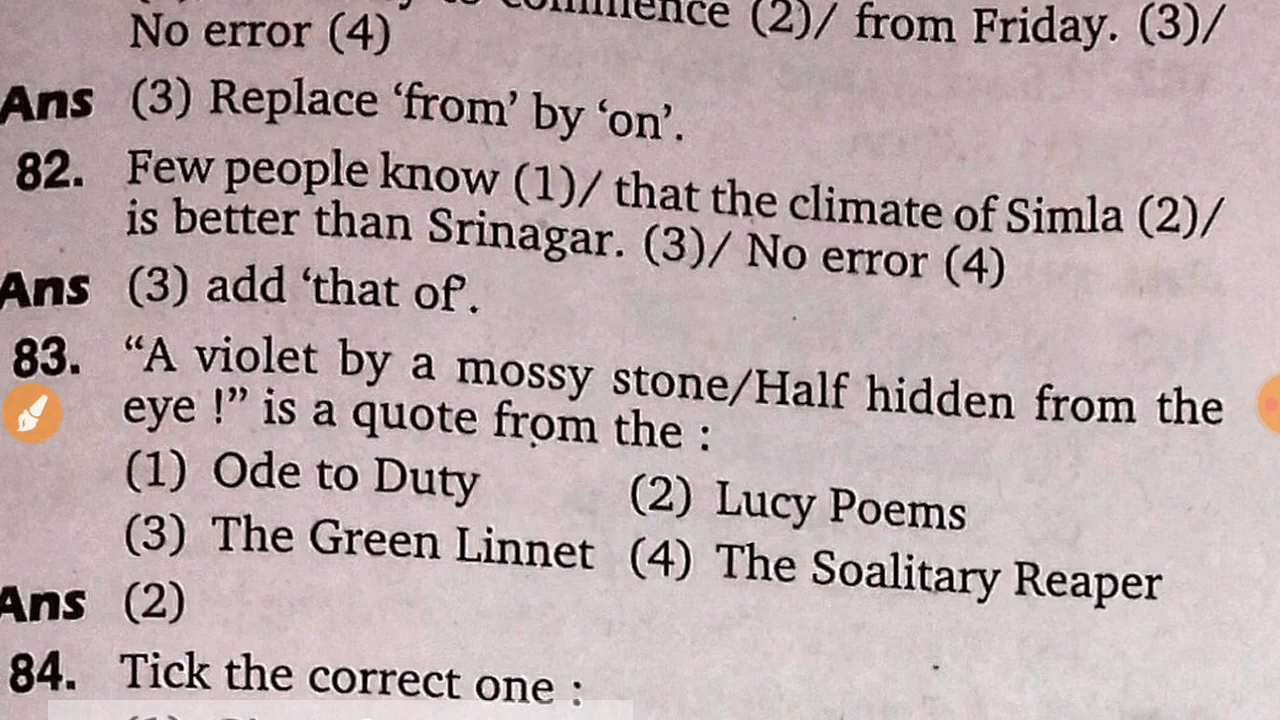 commence (2)/ from Friday. (3)/
No error (4)
Ans (3) Replace ‘from’ by ‘on’.
82. Few people know (1)/ that the climate of Simla (2)/
is better than Srinagar. (3)/ No error (4)
Ans (3) add ‘that of’.
83. “A violet by a mossy stone/Half hidden from the
eye !” is a quote from the :
(1) Ode to Duty (2) Lucy Poems
(3) The Green Linnet (4) The Soalitary Reaper
Ans (2)
84. Tick the correct one :